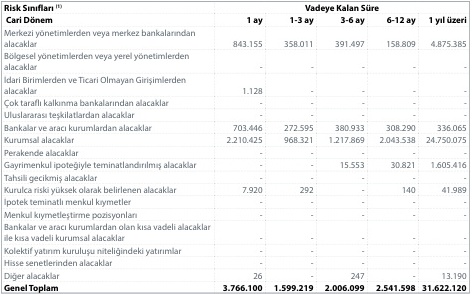 Risk Sınıfları (1) Vadeye Kalan Süre
Cari Dönem 1 ay 1-3 ay 3-6 ay 6-12 ay 1 yıl üzeri
Merkezi yönetimlerden veya merkez bankalarından
alacaklar 843.155 358.011 391.497 158.809 4.875.385
Bölgesel yönetimlerden veya yerel yönetimlerden
alacaklar - - - - -
İdari Birimlerden ve Ticari Olmayan Girişimlerden
alacaklar 1.128 - - - -
Çok taraflı kalkınma bankalarından alacaklar - - - - -
Uluslararası teşkilatlardan alacaklar - - - - -
Bankalar ve aracı kurumlardan alacaklar 703.446 272.595 380.933 308.290 336.065
Kurumsal alacaklar 2.210.425 968.321 1.217.869 2.043.538 24.750.075
Perakende alacaklar - - - - -
Gayrimenkul ipoteğiyle teminatlandırılmış alacaklar - - 15.553 30.821 1.605.416
Tahsili gecikmiş alacaklar - - - - -
Kurulca riski yüksek olarak belirlenen alacaklar 7.920 292 - 140 41.989
İpotek teminatlı menkul kıymetler - - - - -
Menkul kıymetleştirme pozisyonları - - - - -
Bankalar ve aracı kurumlardan olan kısa vadeli alacaklar
ile kısa vadeli kurumsal alacaklar - - - - -
Kolektif yatırım kuruluşu niteliğindeki yatırımlar - - - - -
Hisse senetlerinden alacaklar - - - - -
Diğer alacaklar 26 - 247 - 13.190
Genel Toplam 3.766.100 1.599.219 2.006.099 2.541.598 31.622.120